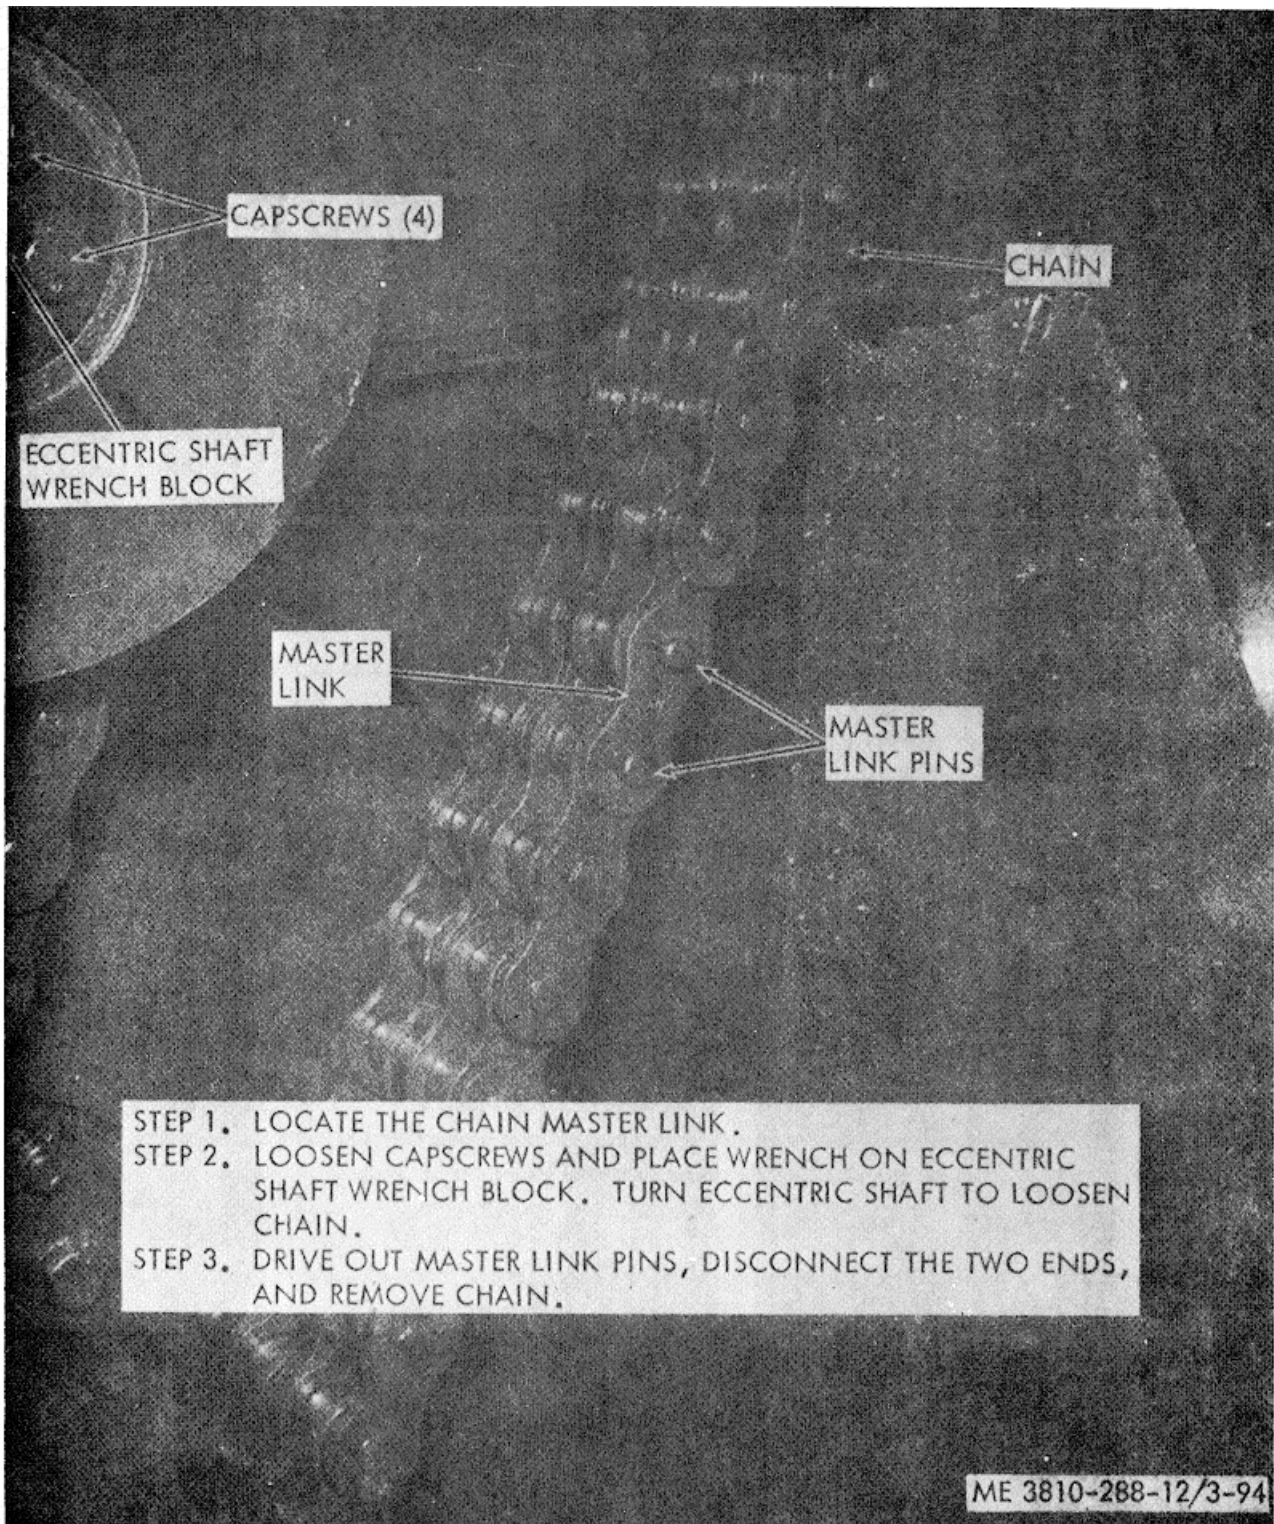 CAPSCREWS (4)
CHAIN
ECCENTRIC SHAFT
WRENCH BLOCK
MASTER
LINK
MASTER
LINK PINS
STEP 1. LOCATE THE CHAIN MASTER LINK.
STEP 2. LOOSEN CAPSCREWS AND PLACE WRENCH ON ECCENTRIC
SHAFT WRENCH BLOCK. TURN ECCENTRIC SHAFT TO LOOSEN
CHAIN.
STEP 3. DRIVE OUT MASTER LINK PINS, DISCONNECT THE TWO ENDS,
AND REMOVE CHAIN.
ME 3810-288-12/3-94